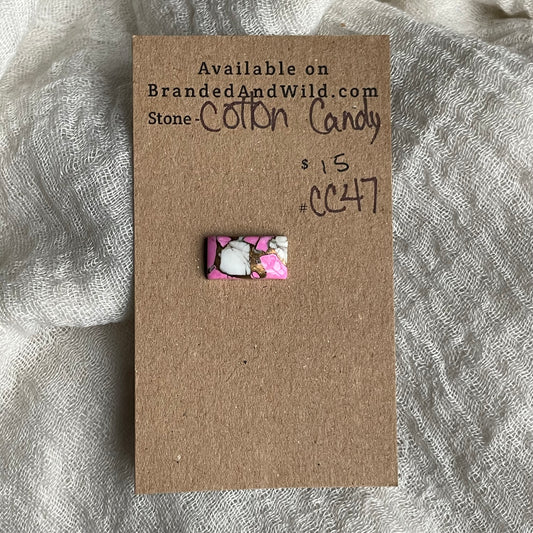 Available on
BrandedAndWild.com
Stone - Cotton Candy
$ 15
# CC47